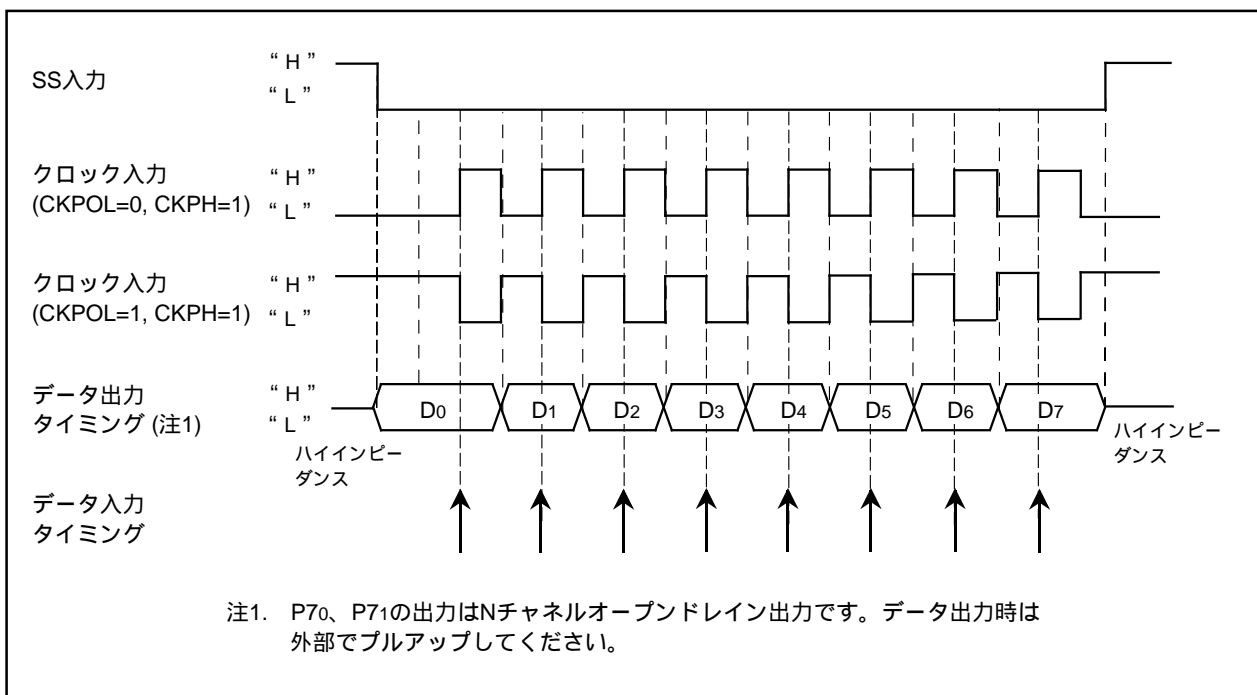 SS入力
“ H ”
“ L ”
クロック入力
(CKPOL=0, CKPH=1)
“ H ”
“ L ”
クロック入力
(CKPOL=1, CKPH=1)
“ H ”
“ L ”
データ出力
タイミング (注1)
“ H ”
“ L ”
D0 D1 D2 D3 D4 D5 D6 D7
ハイインピー
ダンス
ハイインピー
ダンス
データ入力
タイミング
注1. P70、P71の出力はNチャネルオープンドレイン出力です。データ出力時は
外部でプルアップしてください。